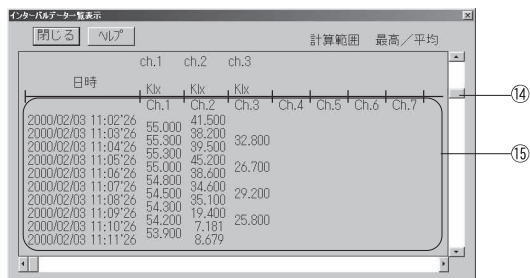 インターバルデータ一覧表示
閉じる ヘルプ 計算範囲 最高／平均
ch.1 ch.2 ch.3
日時 Klx Klx Klx
Ch.1 Ch.2 Ch.3 Ch.4 Ch.5 Ch.6 Ch.7
2000/02/03 11:02'26 55.000 41.500
2000/02/03 11:03'26 55.300 38.200 32.800
2000/02/03 11:04'26 55.300 39.500
2000/02/03 11:05'26 55.000 45.200 26.700
2000/02/03 11:06'26 54.800 38.600
2000/02/03 11:07'26 54.500 34.600 29.200
2000/02/03 11:08'26 54.300 35.100
2000/02/03 11:09'26 54.200 19.400 25.800
2000/02/03 11:10'26 53.900 7.181
2000/02/03 11:11'26 8.679
⑭
⑮